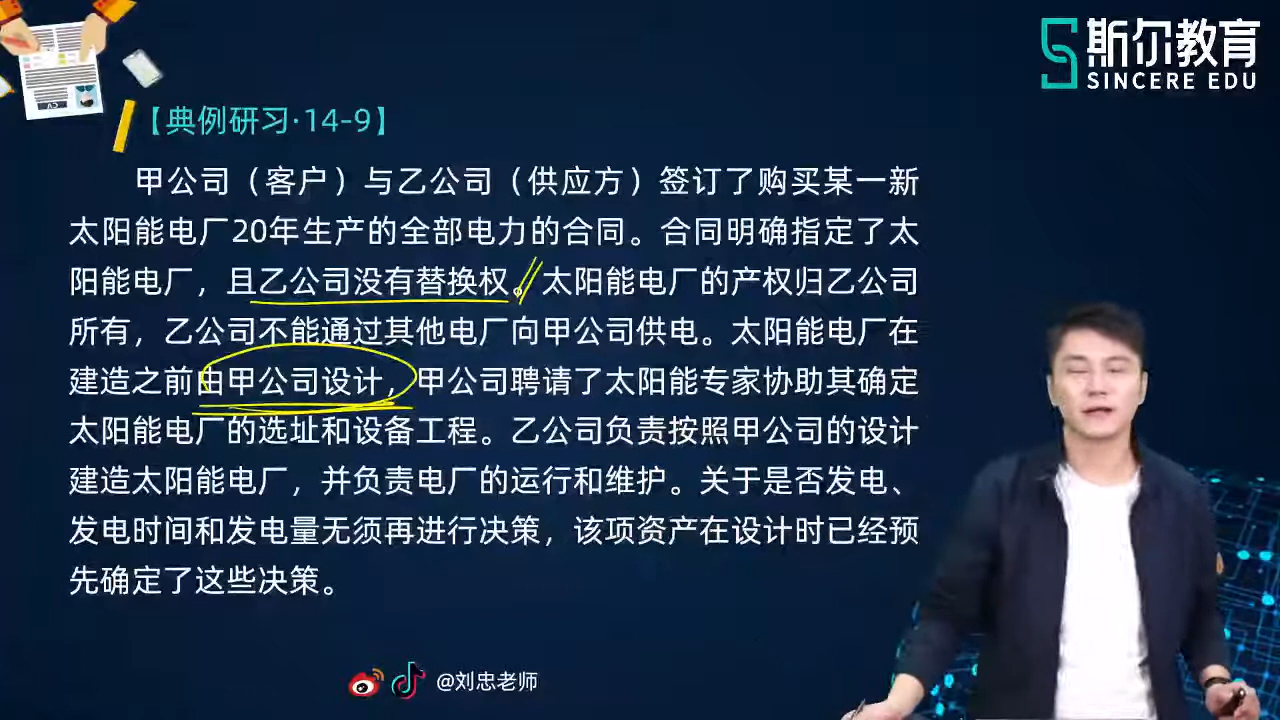 斯尔教育
SINCERE EDU
【典例研习·14-9】
甲公司（客户）与乙公司（供应方）签订了购买某一新
太阳能电厂20年生产的全部电力的合同。合同明确指定了太
阳能电厂，且乙公司没有替换权。太阳能电厂的产权归乙公司
所有，乙公司不能通过其他电厂向甲公司供电。太阳能电厂在
建造之前由甲公司设计，甲公司聘请了太阳能专家协助其确定
太阳能电厂的选址和设备工程。乙公司负责按照甲公司的设计
建造太阳能电厂，并负责电厂的运行和维护。关于是否发电、
发电时间和发电量无须再进行决策，该项资产在设计时已经预
先确定了这些决策。
@刘忠老师